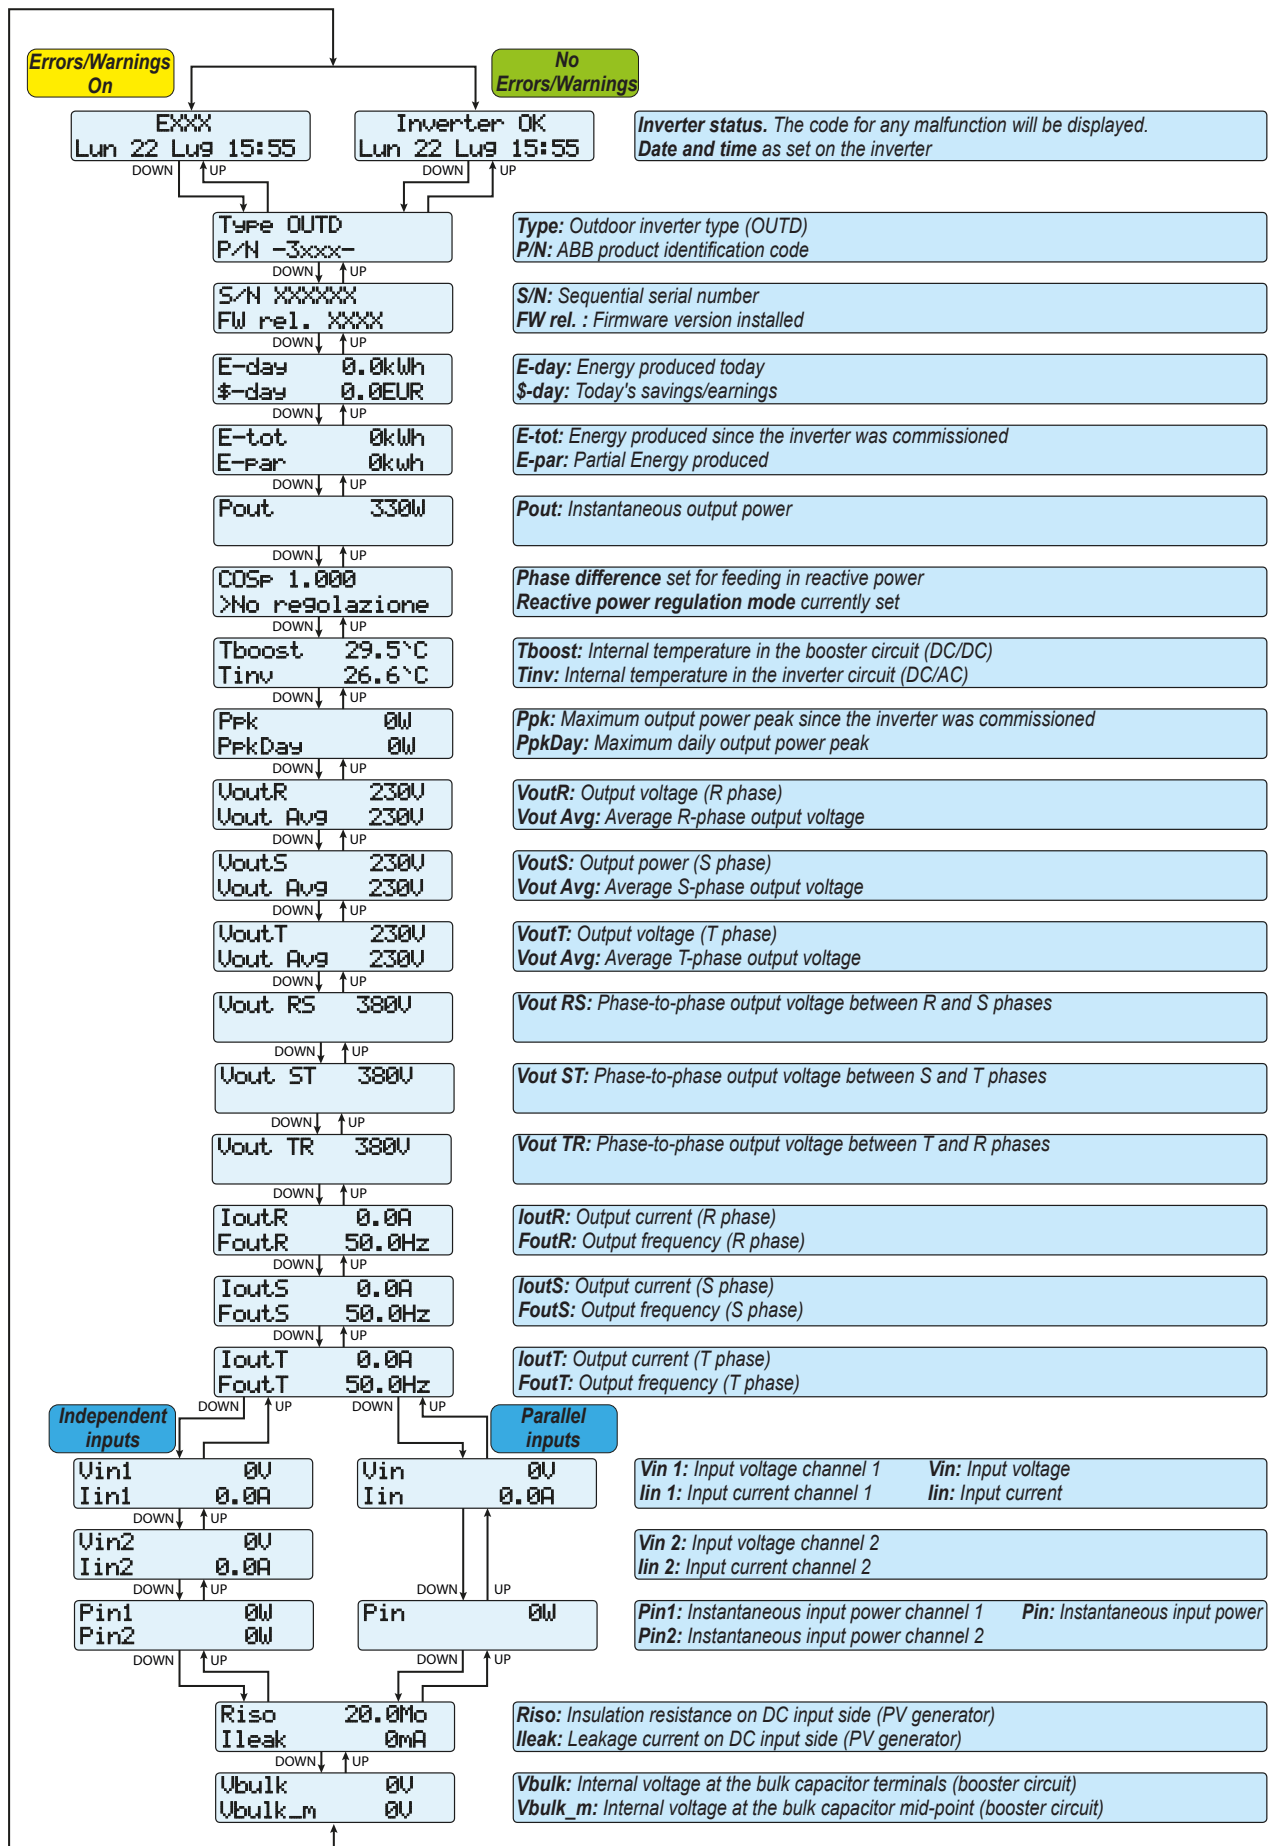 Errors/Warnings
On
No
Errors/Warnings
EXXX
Lun 22 Lug 15:55
Inverter OK
Lun 22 Lug 15:55
Inverter status. The code for any malfunction will be displayed.
Date and time as set on the inverter
DOWN UP
DOWN UP
Type OUTD
P/N -3xxx-
Type: Outdoor inverter type (OUTD)
P/N: ABB product identification code
DOWN UP
S/N XXXXXX
FW rel. XXXX
S/N: Sequential serial number
FW rel. : Firmware version installed
DOWN UP
E-day 0.0kWh
$-day 0.0EUR
E-day: Energy produced today
$-day: Today's savings/earnings
DOWN UP
E-tot 0kWh
E-par 0kwh
E-tot: Energy produced since the inverter was commissioned
E-par: Partial Energy produced
DOWN UP
Pout 330W
Pout: Instantaneous output power
DOWN UP
COSp 1.000
>No regolazione
Phase difference set for feeding in reactive power
Reactive power regulation mode currently set
DOWN UP
Tboost 29.5`C
Tinv 26.6`C
Tboost: Internal temperature in the booster circuit (DC/DC)
Tinv: Internal temperature in the inverter circuit (DC/AC)
DOWN UP
Ppk 0W
PpkDay 0W
Ppk: Maximum output power peak since the inverter was commissioned
PpkDay: Maximum daily output power peak
DOWN UP
VoutR 230V
Vout Avg 230V
VoutR: Output voltage (R phase)
Vout Avg: Average R-phase output voltage
DOWN UP
VoutS 230V
Vout Avg 230V
VoutS: Output power (S phase)
Vout Avg: Average S-phase output voltage
DOWN UP
VoutT 230V
Vout Avg 230V
VoutT: Output voltage (T phase)
Vout Avg: Average T-phase output voltage
DOWN UP
Vout RS 380V
Vout RS: Phase-to-phase output voltage between R and S phases
DOWN UP
Vout ST 380V
Vout ST: Phase-to-phase output voltage between S and T phases
DOWN UP
Vout TR 380V
Vout TR: Phase-to-phase output voltage between T and R phases
DOWN UP
IoutR 0.0A
FoutR 50.0Hz
IoutR: Output current (R phase)
FoutR: Output frequency (R phase)
DOWN UP
IoutS 0.0A
FoutS 50.0Hz
IoutS: Output current (S phase)
FoutS: Output frequency (S phase)
DOWN UP
IoutT 0.0A
FoutT 50.0Hz
IoutT: Output current (T phase)
FoutT: Output frequency (T phase)
DOWN UP
DOWN UP
Independent
inputs
Parallel
inputs
Vin1 0V
Iin1 0.0A
Vin 0V
Iin 0.0A
Vin 1: Input voltage channel 1 Vin: Input voltage
Iin 1: Input current channel 1 Iin: Input current
DOWN UP
Vin2 0V
Iin2 0.0A
Vin 2: Input voltage channel 2
Iin 2: Input current channel 2
DOWN UP
DOWN UP
Pin1 0W
Pin2 0W
Pin 0W
Pin1: Instantaneous input power channel 1 Pin: Instantaneous input power
Pin2: Instantaneous input power channel 2
DOWN UP
DOWN UP
Riso 20.0Mo
Ileak 0mA
Riso: Insulation resistance on DC input side (PV generator)
Ileak: Leakage current on DC input side (PV generator)
DOWN UP
Vbulk 0V
Vbulk_m 0V
Vbulk: Internal voltage at the bulk capacitor terminals (booster circuit)
Vbulk_m: Internal voltage at the bulk capacitor mid-point (booster circuit)